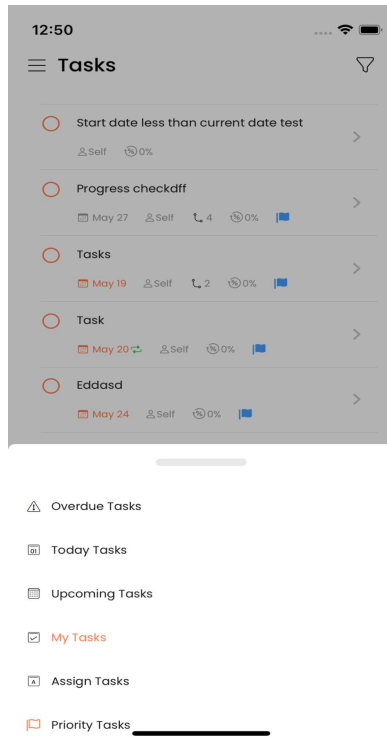 12:50
Tasks
Start date less than current date test
Self 0%
Progress checkdff
May 27 Self 4 0%
Tasks
May 19 Self 2 0%
Task
May 20 Self 0%
Eddasd
May 24 Self 0%
Overdue Tasks
01 Today Tasks
Upcoming Tasks
My Tasks
A Assign Tasks
Priority Tasks